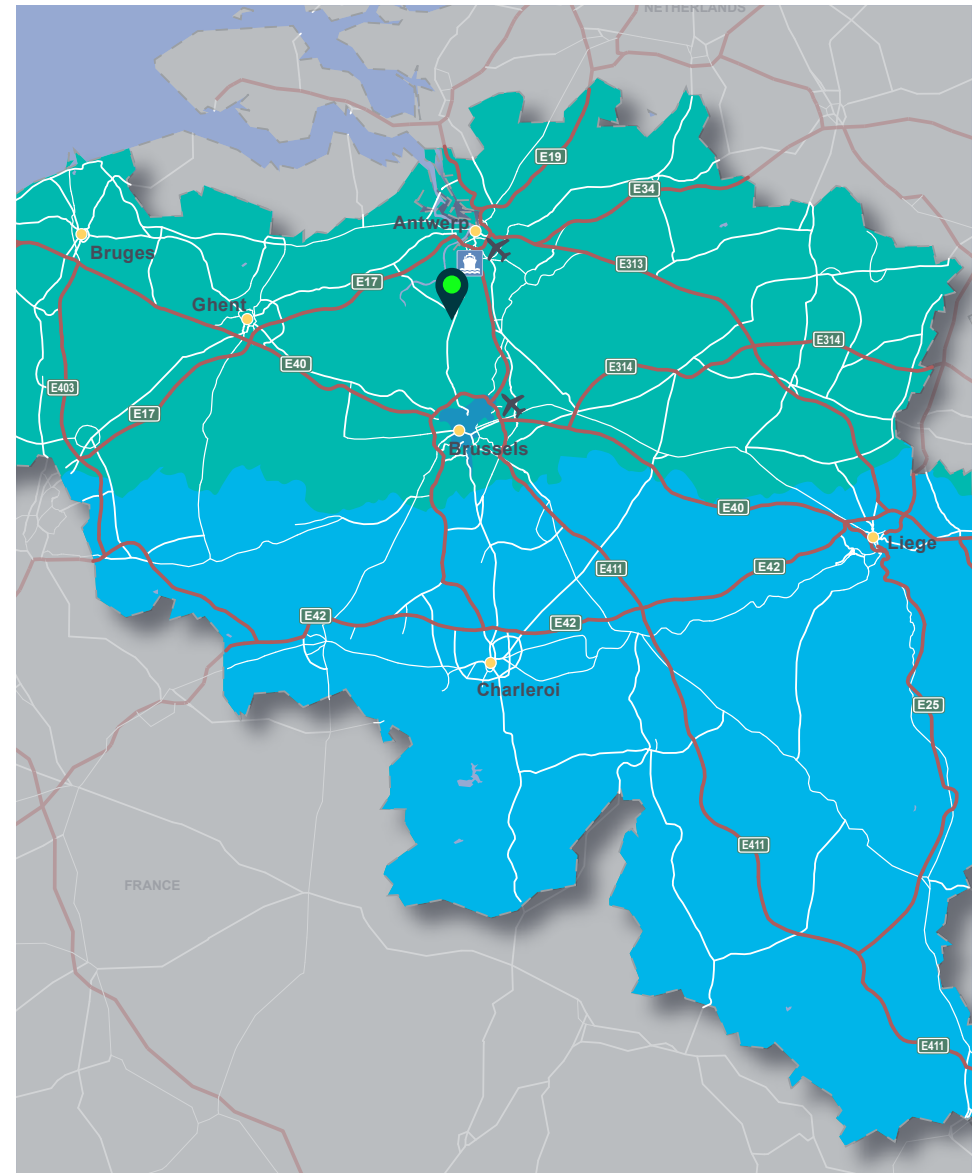 NETHERLANDS
E19
E34
Antwerp
Bruges
E313
E17
Ghent
E314
E40
E314
E403
E17
Brussels
E40
Liege
E411
E42
E42
E42
Charleroi
E25
E411
FRANCE
E411